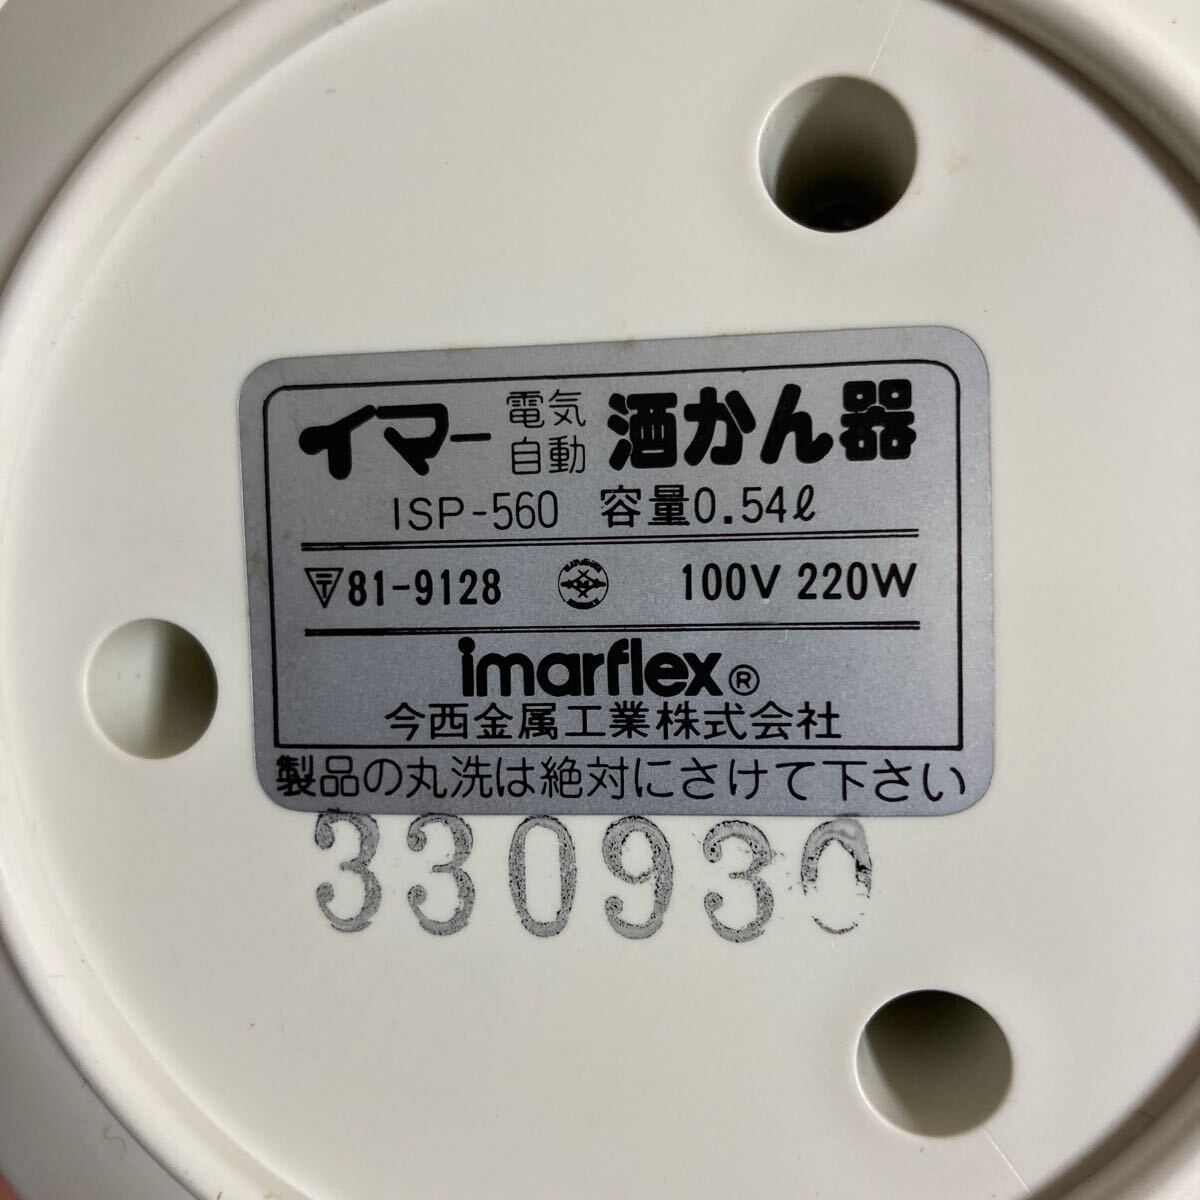 イマー 電気自動 酒かん器
ISP-560 容量0.54ℓ
〒81-9128 100V 220W
imarflex®
今西金属工業株式会社
製品の丸洗は絶対にさけて下さい
330930